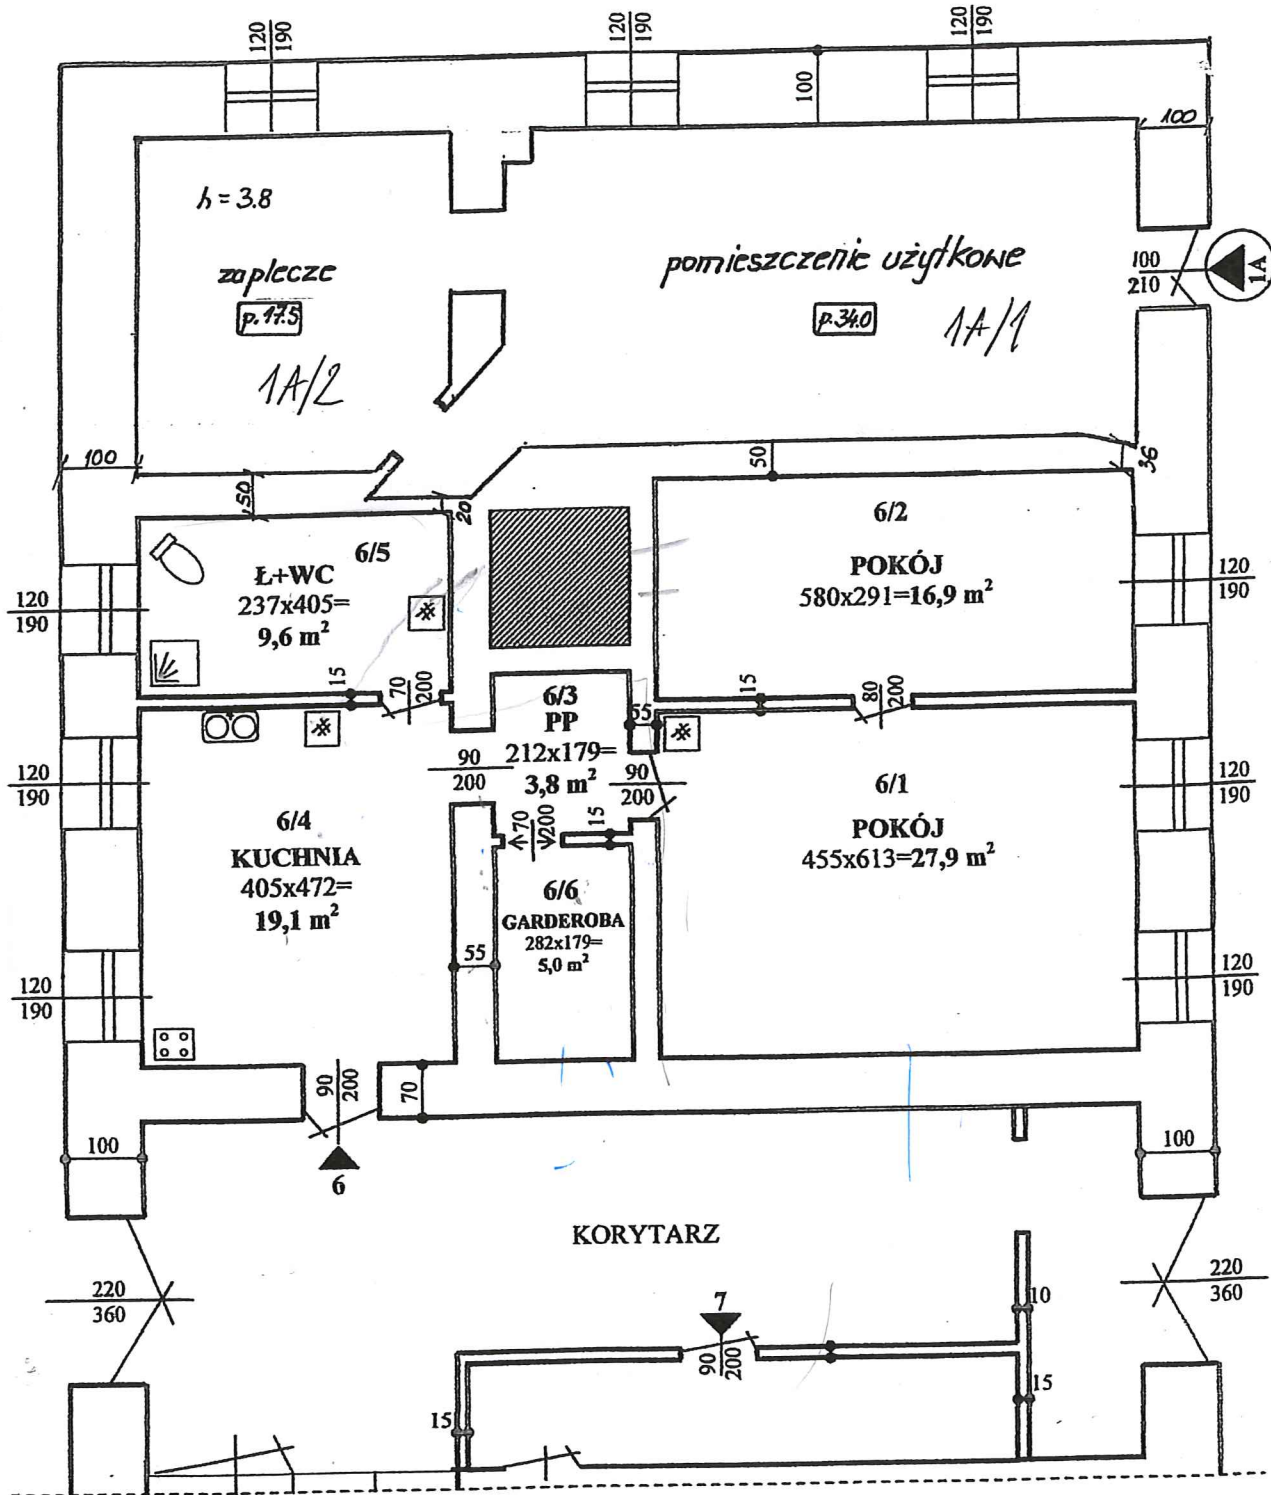 120
190
120
190
120
190
100
100
h = 3.8
zaplecze
p. 17.5
1A/2
pomieszczenie użytkowe
p. 34.0
1A/1
100
210
1A
100
50
20
50
36
6/5
Ł+WC
237x405=
9,6 m²
6/2
POKÓJ
580x291=16,9 m²
120
190
120
190
15
70
200
6/3
PP
212x179=
3,8 m²
55
15
80
200
120
190
90
200
90
200
120
190
6/4
KUCHNIA
405x472=
19,1 m²
70
200
15
6/1
POKÓJ
455x613=27,9 m²
6/6
GARDEROBA
282x179=
5,0 m²
55
120
190
120
190
90
200
70
100
6
100
KORYTARZ
220
360
220
360
7
90
200
10
15
15